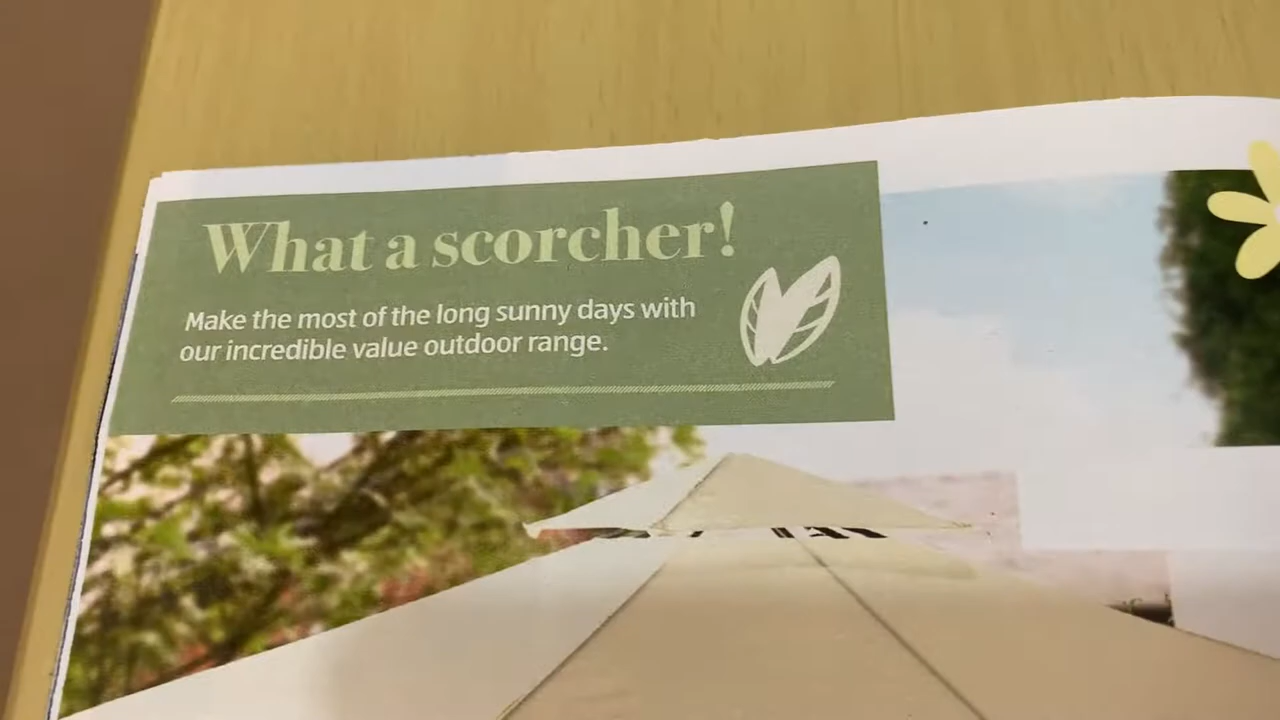 What a scorcher!
Make the most of the long sunny days with
our incredible value outdoor range.